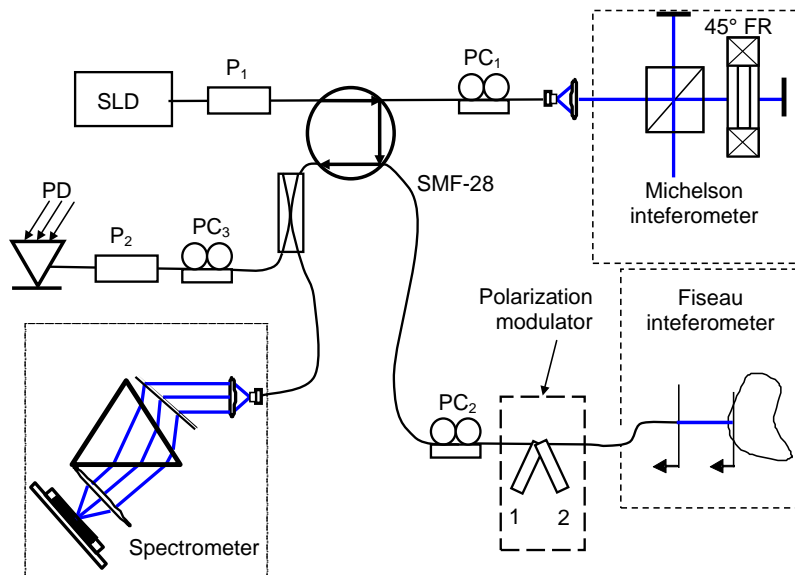 45° FR
P₁
PC₁
SLD
SMF-28
Michelson
inteferometer
PD
P₂
PC₃
Polarization
modulator
Fiseau
inteferometer
PC₂
1 2
Spectrometer